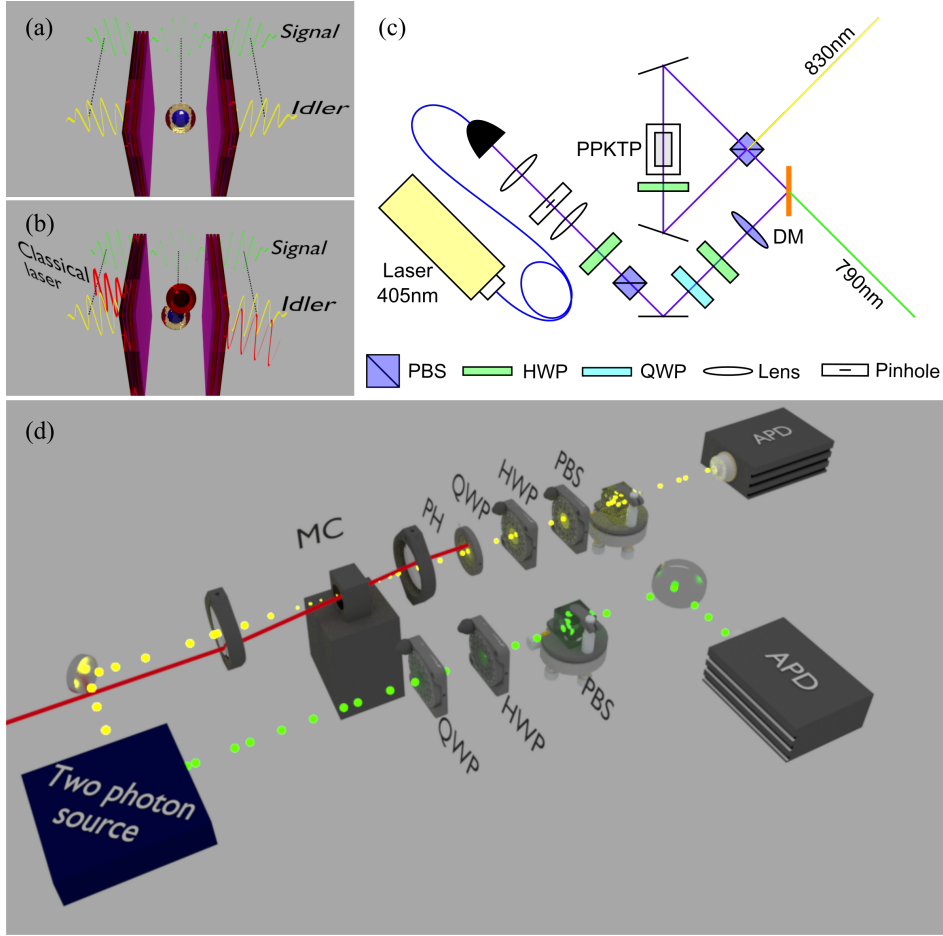 (a)
Signal
Idler
(b)
Signal
Classical
laser
Idler
(c)
830nm
PPKTP
DM
Laser
405nm
790nm
PBS
HWP
QWP
Lens
Pinhole
(d)
APD
PBS
HWP
QWP
PH
MC
APD
PBS
HWP
QWP
Two photon
source